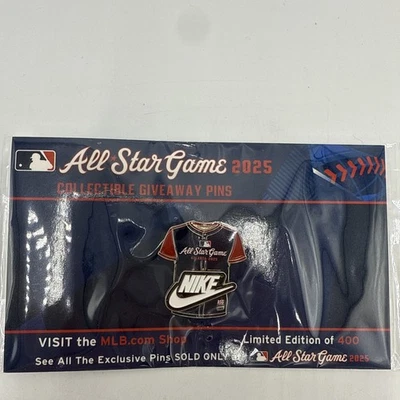 All-Star Game 2025
COLLECTIBLE GIVEAWAY PINS
All-Star Game
NIKE
VISIT the MLB.com Shop
Limited Edition of 400
See All The Exclusive Pins SOLD ONLY
All-Star Game 2025